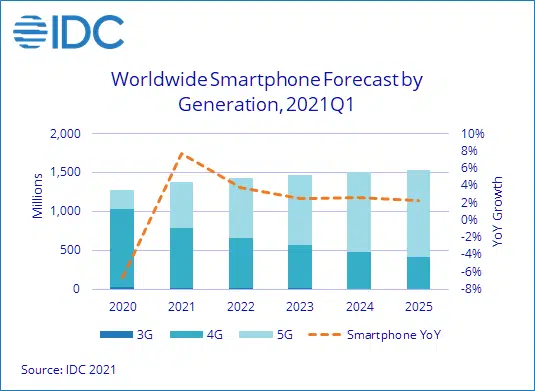 IDC
Worldwide Smartphone Forecast by
Generation, 2021Q1
2,000
1,500
1,000
500
0
Millions
10%
8%
6%
4%
2%
0%
-2%
-4%
-6%
-8%
YoY Growth
2020 2021 2022 2023 2024 2025
3G 4G 5G Smartphone YoY
Source: IDC 2021